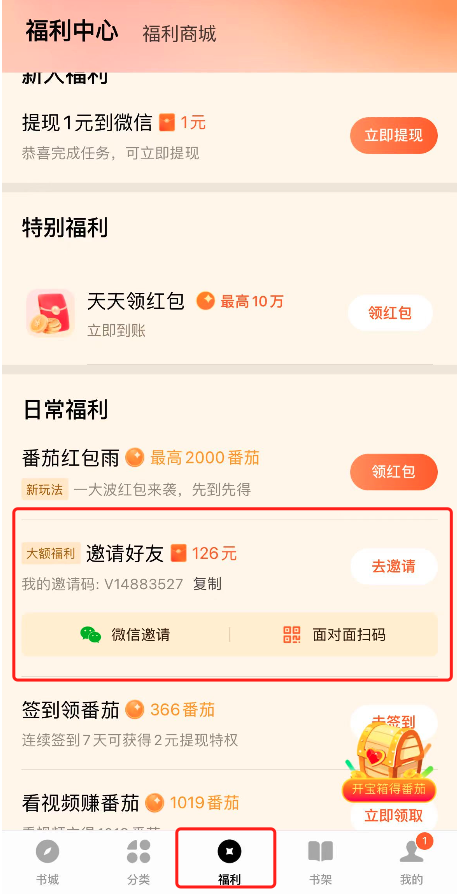 福利中心 福利商城
新人福利
提现1元到微信 1元
立即提现
恭喜完成任务，可立即提现
特别福利
天天领红包 最高10万
领红包
立即到账
日常福利
番茄红包雨 最高2000番茄
领红包
新玩法 一大波红包来袭，先到先得
大额福利 邀请好友 126元
去邀请
我的邀请码: V14883527 复制
微信邀请 面对面扫码
签到领番茄 366番茄
去签到
连续签到7天可获得2元提现特权
开宝箱得番茄
看视频赚番茄 1019番茄
立即领取
1
书城 分类 福利 书架 我的